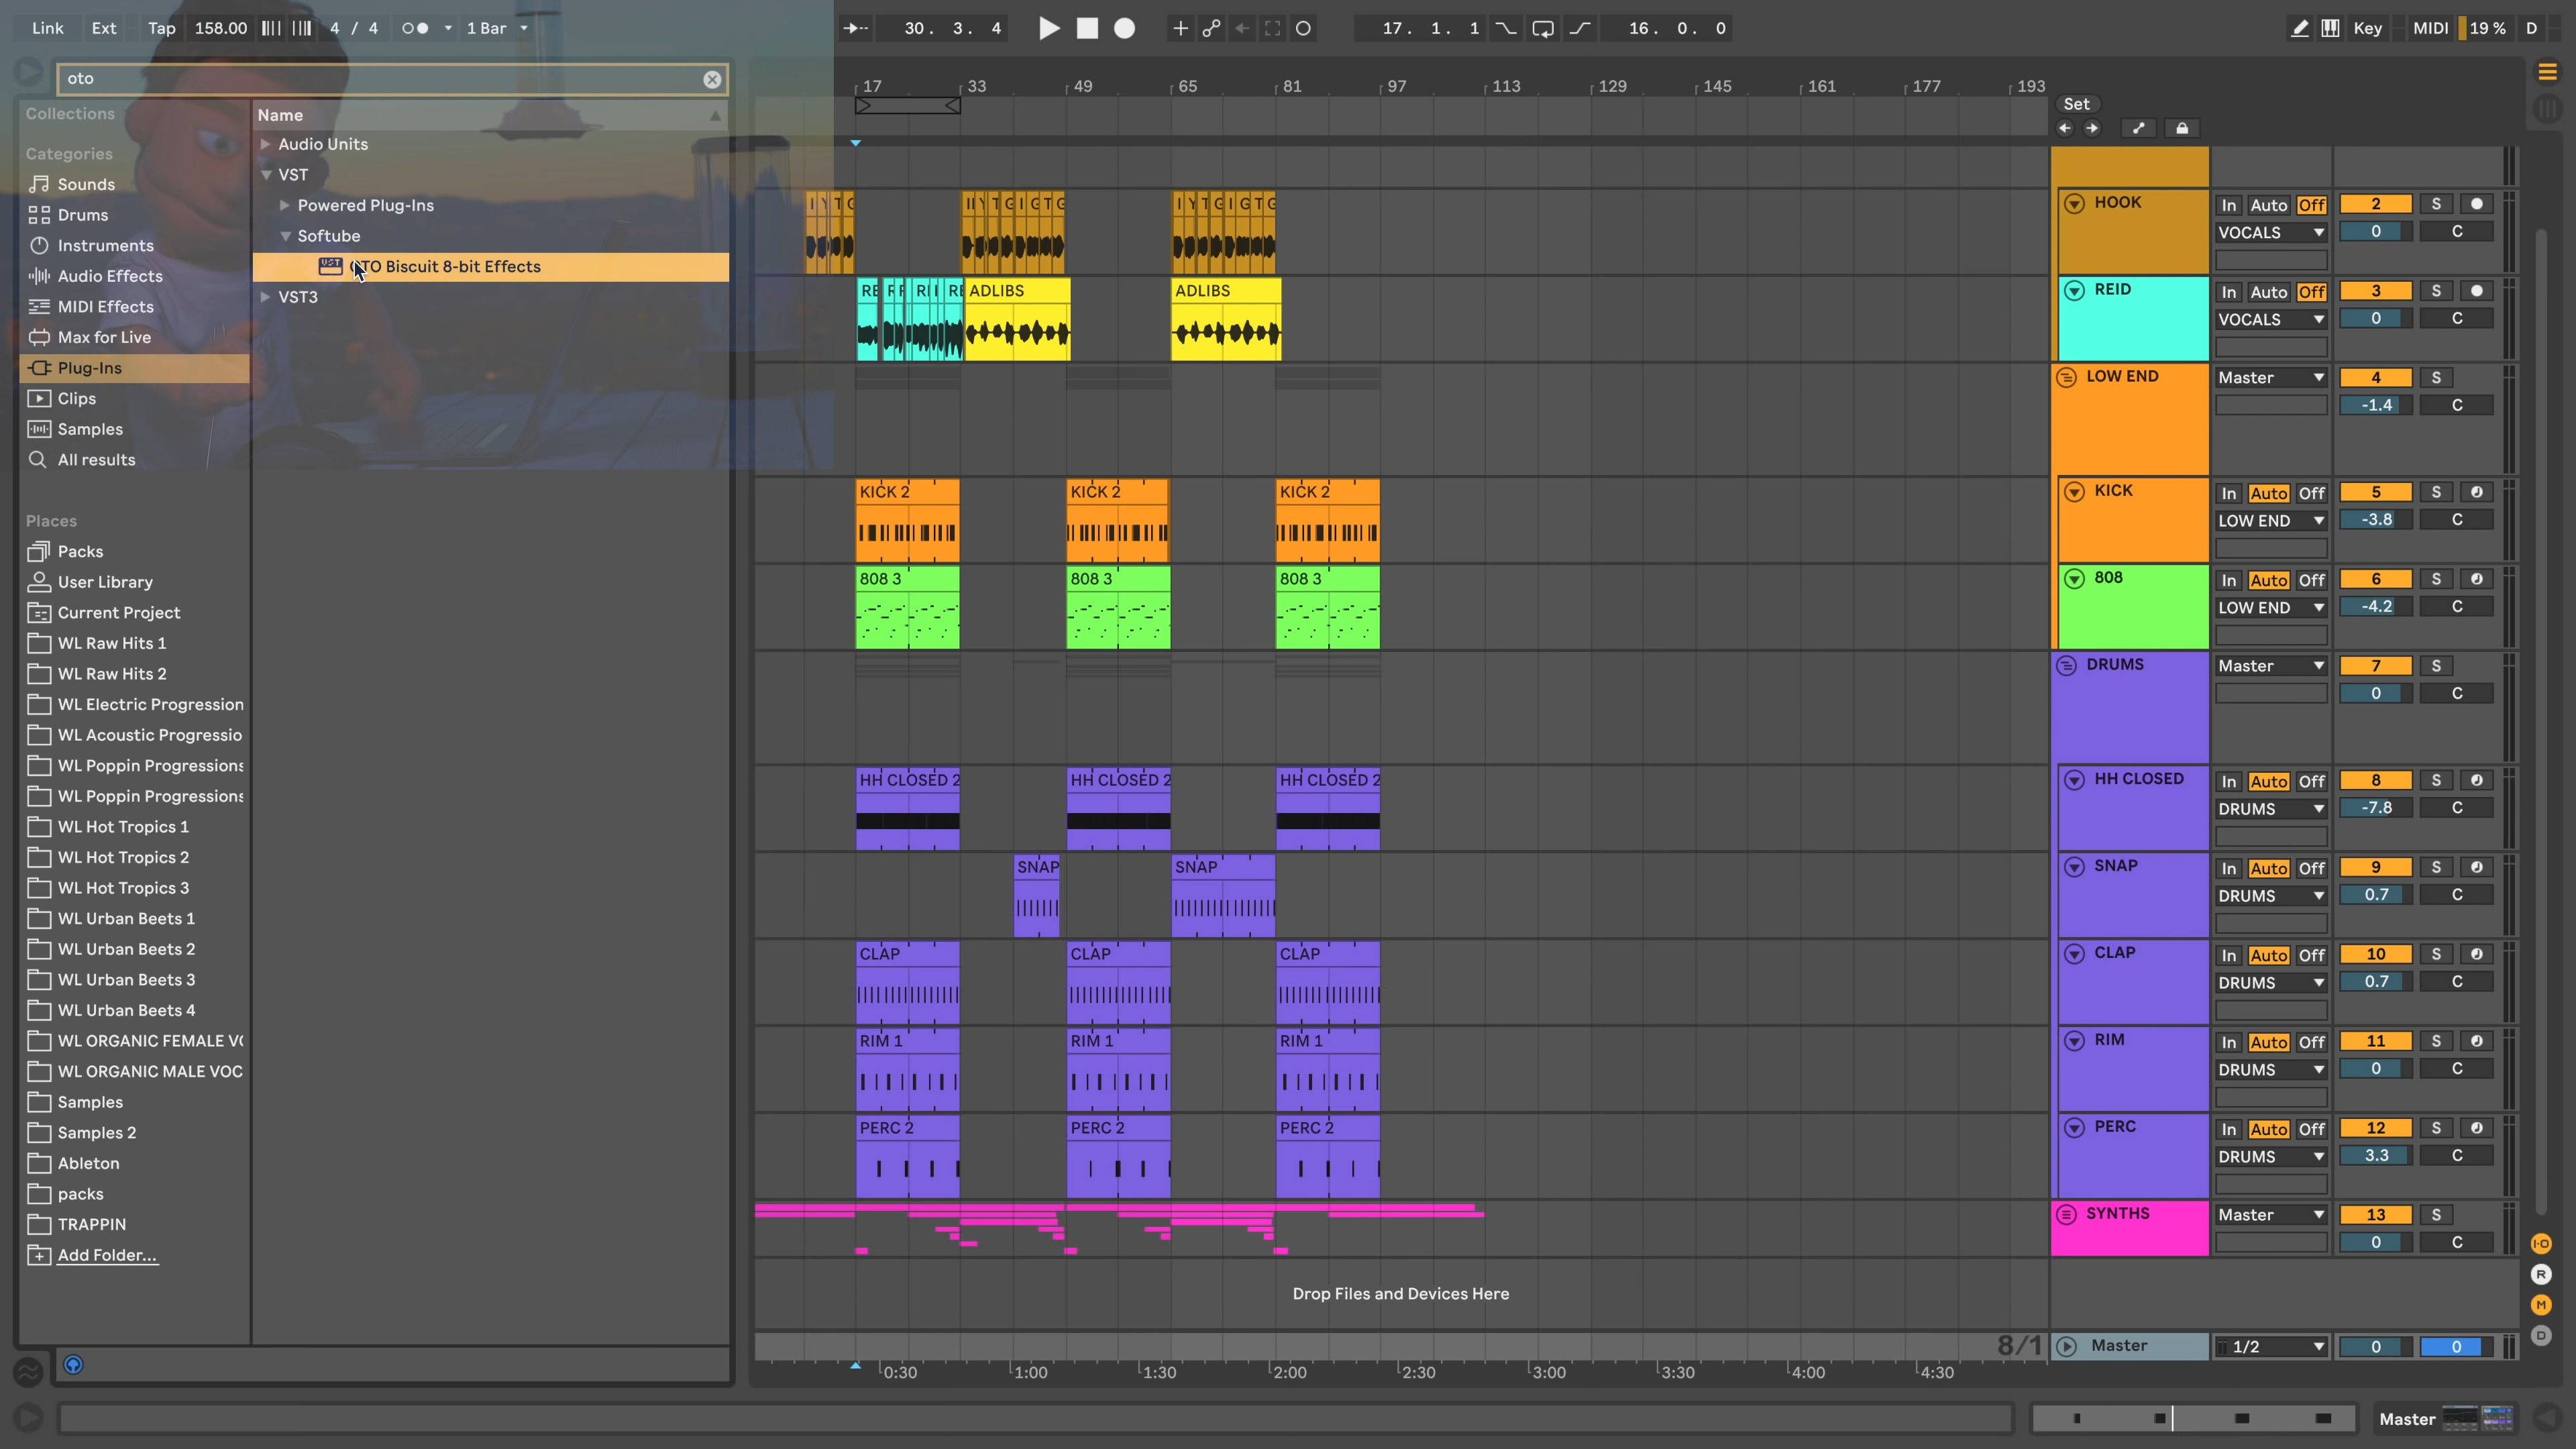 Link Ext Tap 158.00 4 / 4 1 Bar 30. 3. 4 17. 1. 1 16. 0. 0 Key MIDI 19 % D
oto
Collections
Categories
Sounds
Drums
Instruments
Audio Effects
MIDI Effects
Max for Live
Plug-Ins
Clips
Samples
All results
Places
Packs
User Library
Current Project
WL Raw Hits 1
WL Raw Hits 2
WL Electric Progression
WL Acoustic Progressio
WL Poppin Progressions
WL Poppin Progressions
WL Hot Tropics 1
WL Hot Tropics 2
WL Hot Tropics 3
WL Urban Beets 1
WL Urban Beets 2
WL Urban Beets 3
WL Urban Beets 4
WL ORGANIC FEMALE VO
WL ORGANIC MALE VOC
Samples
Samples 2
Ableton
packs
TRAPPIN
Add Folder...
Name
Audio Units
VST
Powered Plug-Ins
Softube
VST OTO Biscuit 8-bit Effects
VST3
17 33 49 65 81 97 113 129 145 161 177 193
Set
HOOK In Auto Off 2 S
VOCALS 0 C
RE ADLIBS ADLIBS REID In Auto Off 3 S
VOCALS 0 C
LOW END Master 4 S
-1.4 C
KICK 2 KICK 2 KICK 2 KICK In Auto Off 5 S
LOW END -3.8 C
808 3 808 3 808 3 808 In Auto Off 6 S
LOW END -4.2 C
DRUMS Master 7 S
0 C
HH CLOSED 2 HH CLOSED 2 HH CLOSED 2 HH CLOSED In Auto Off 8 S
DRUMS -7.8 C
SNAP SNAP SNAP In Auto Off 9 S
DRUMS 0.7 C
CLAP CLAP CLAP CLAP In Auto Off 10 S
DRUMS 0.7 C
RIM 1 RIM 1 RIM 1 RIM In Auto Off 11 S
DRUMS 0 C
PERC 2 PERC 2 PERC 2 PERC In Auto Off 12 S
DRUMS 3.3 C
SYNTHS Master 13 S
0 C
I·O
R
M
D
Drop Files and Devices Here
8/1 Master 1/2 0 0
0:30 1:00 1:30 2:00 2:30 3:00 3:30 4:00 4:30
Master